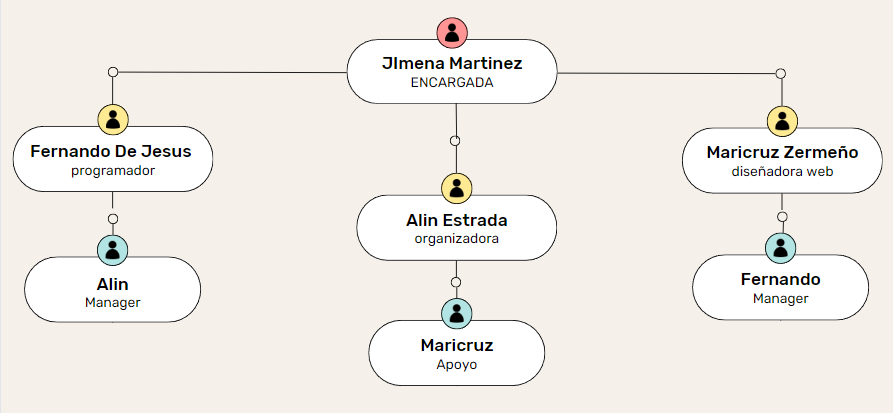 JImena Martinez
ENCARGADA
Fernando De Jesus
programador
Maricruz Zermeño
diseñadora web
Alin Estrada
organizadora
Alin
Manager
Fernando
Manager
Maricruz
Apoyo